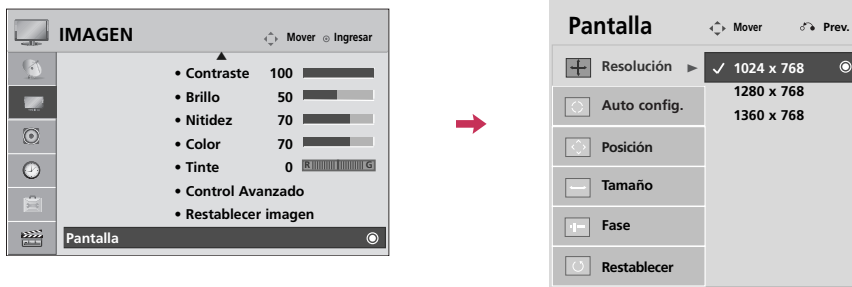 IMAGEN
Mover Ingresar
• Contraste 100
• Brillo 50
• Nitidez 70
• Color 70
• Tinte 0 R G
• Control Avanzado
• Restablecer imagen
Pantalla
Pantalla
Mover Prev.
Resolución
Auto config.
Posición
Tamaño
Fase
Restablecer
1024 x 768
1280 x 768
1360 x 768